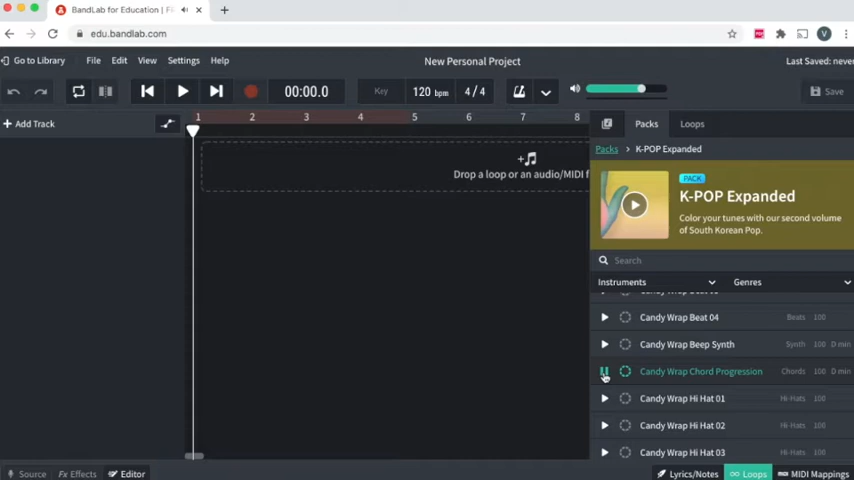 BandLab for Education | Fi
edu.bandlab.com
V
Go to Library File Edit View Settings Help New Personal Project Last Saved: never
00:00.0 Key 120 bpm 4 / 4 Save
Add Track 1 2 3 4 5 6 7 8
Drop a loop or an audio/MIDI f
Packs Loops
Packs > K-POP Expanded
PACK
K-POP Expanded
Color your tunes with our second volume
of South Korean Pop.
Search
Instruments Genres
Candy Wrap Beat 04 Beats 100
Candy Wrap Beep Synth Synth 100 D min
Candy Wrap Chord Progression Chords 100 D min
Candy Wrap Hi Hat 01 Hi-Hats 100
Candy Wrap Hi Hat 02 Hi-Hats 100
Candy Wrap Hi Hat 03 Hi-Hats 100
Source Fx Effects Editor Lyrics/Notes Loops MIDI Mappings